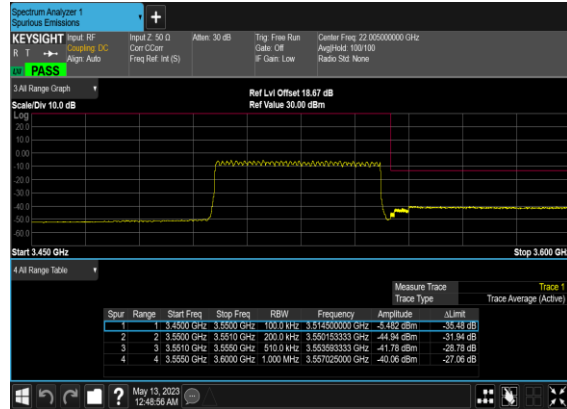 Spectrum Analyzer 1
Spurious Emissions
KEYSIGHT Input: RF Input Z: 50 Ω Atten: 30 dB Trig: Free Run Center Freq: 22.005000000 GHz
R T Coupling: DC Corr CCorr Gate: Off Avg|Hold: 100/100
Align: Auto Freq Ref: Int (S) IF Gain: Low Radio Std: None
PASS
3 All Range Graph Ref Lvl Offset 18.67 dB
Scale/Div 10.0 dB Ref Value 30.00 dBm
Log
20.0
10.0
0.00
-10.0
-20.0
-30.0
-40.0
-50.0
-60.0
Start 3.450 GHz Stop 3.600 GH
4 All Range Table
Measure Trace Trace 1
Trace Type Trace Average (Active)
Spur Range Start Freq Stop Freq RBW Frequency Amplitude ΔLimit
1 1 3.4500 GHz 3.5500 GHz 100.0 kHz 3.514500000 GHz -5.482 dBm -35.48 dB
2 2 3.5500 GHz 3.5510 GHz 200.0 kHz 3.550153333 GHz -44.94 dBm -31.94 dB
3 3 3.5510 GHz 3.5550 GHz 510.0 kHz 3.553593333 GHz -41.78 dBm -28.78 dB
4 4 3.5550 GHz 3.6000 GHz 1.000 MHz 3.557025000 GHz -40.06 dBm -27.06 dB
May 13, 2023
12:48:56 AM